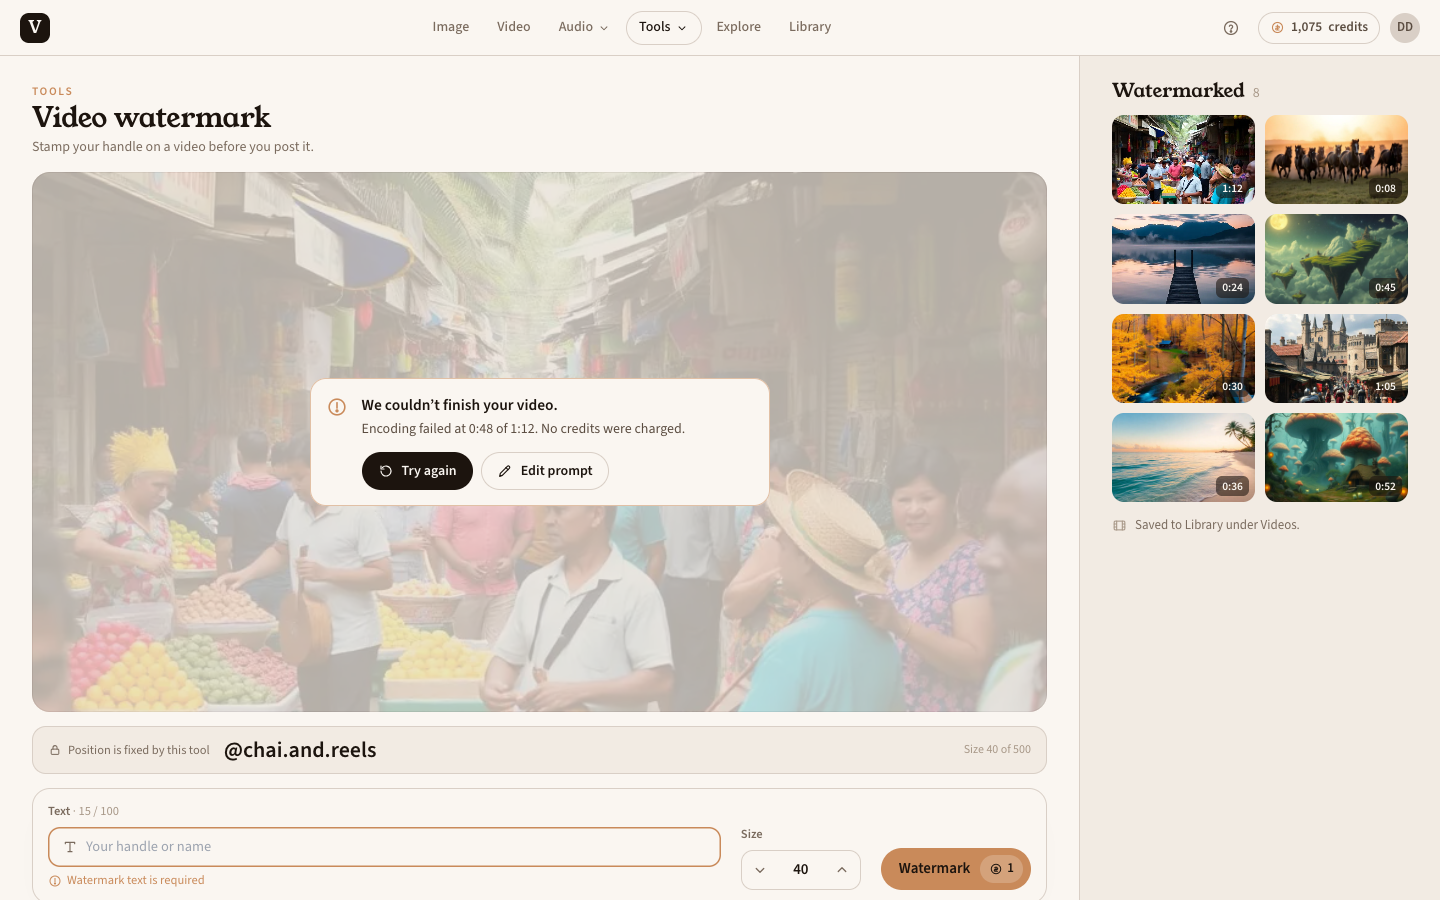 V
Image
Video
Audio
Tools
Explore
Library
1,075 credits
DD
TOOLS
Video watermark
Stamp your handle on a video before you post it.
We couldn’t finish your video.
Encoding failed at 0:48 of 1:12. No credits were charged.
Try again
Edit prompt
Position is fixed by this tool
@chai.and.reels
Size 40 of 500
Text · 15 / 100
Your handle or name
Watermark text is required
Size
40
Watermark
1
Watermarked 8
1:12
0:08
0:24
0:45
0:30
1:05
0:36
0:52
Saved to Library under Videos.